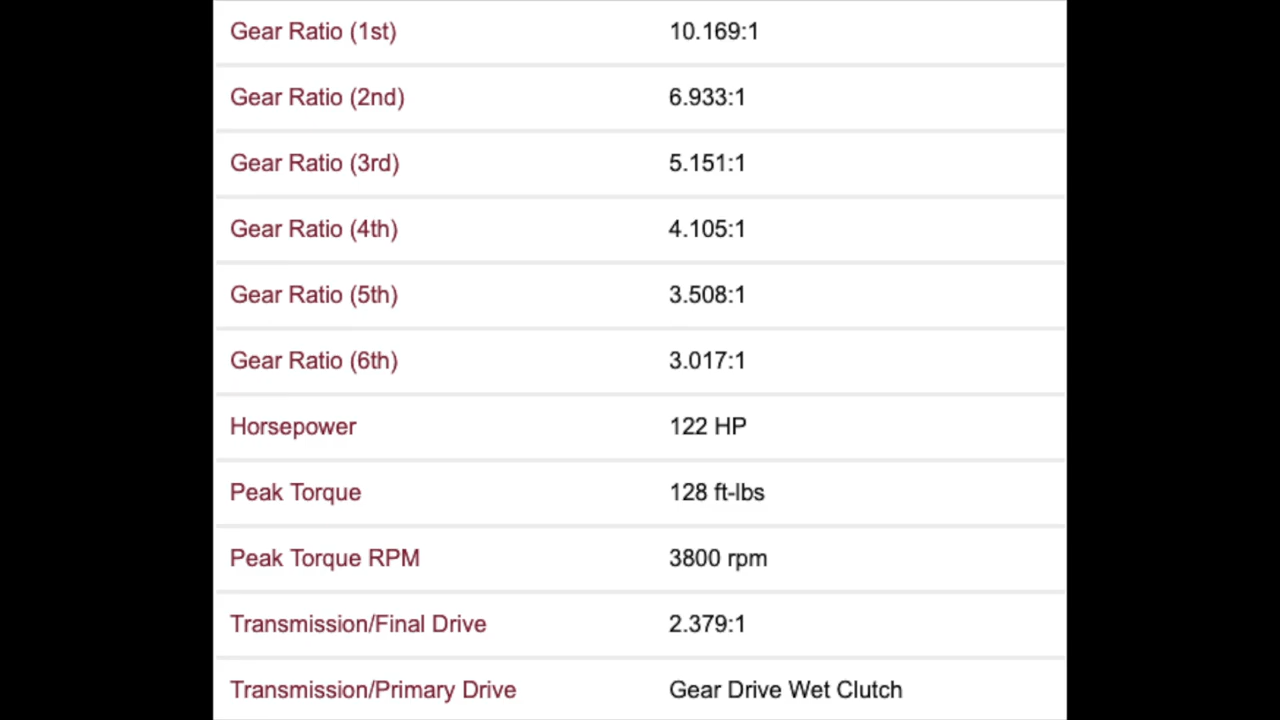 Gear Ratio (1st) 10.169:1
Gear Ratio (2nd) 6.933:1
Gear Ratio (3rd) 5.151:1
Gear Ratio (4th) 4.105:1
Gear Ratio (5th) 3.508:1
Gear Ratio (6th) 3.017:1
Horsepower 122 HP
Peak Torque 128 ft-lbs
Peak Torque RPM 3800 rpm
Transmission/Final Drive 2.379:1
Transmission/Primary Drive Gear Drive Wet Clutch